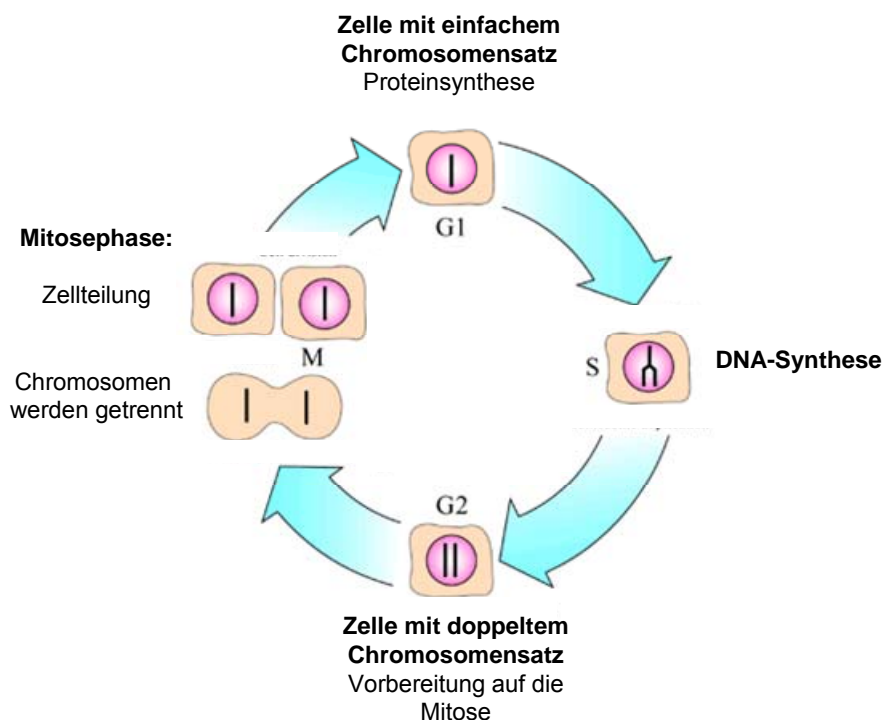 Zelle mit einfachem
Chromosomensatz
Proteinsynthese
G1
Mitosephase:
Zellteilung
M
Chromosomen
werden getrennt
S
DNA-Synthese
G2
Zelle mit doppeltem
Chromosomensatz
Vorbereitung auf die
Mitose